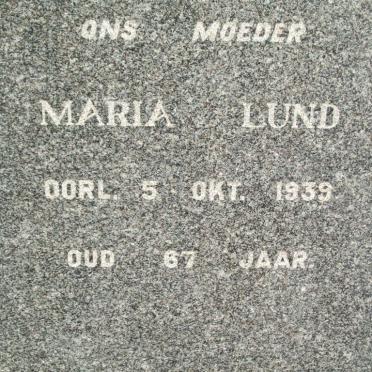 ONS MOEDER
MARIA LUND
OORL. 5 OKT. 1939.
OUD 67 JAAR.